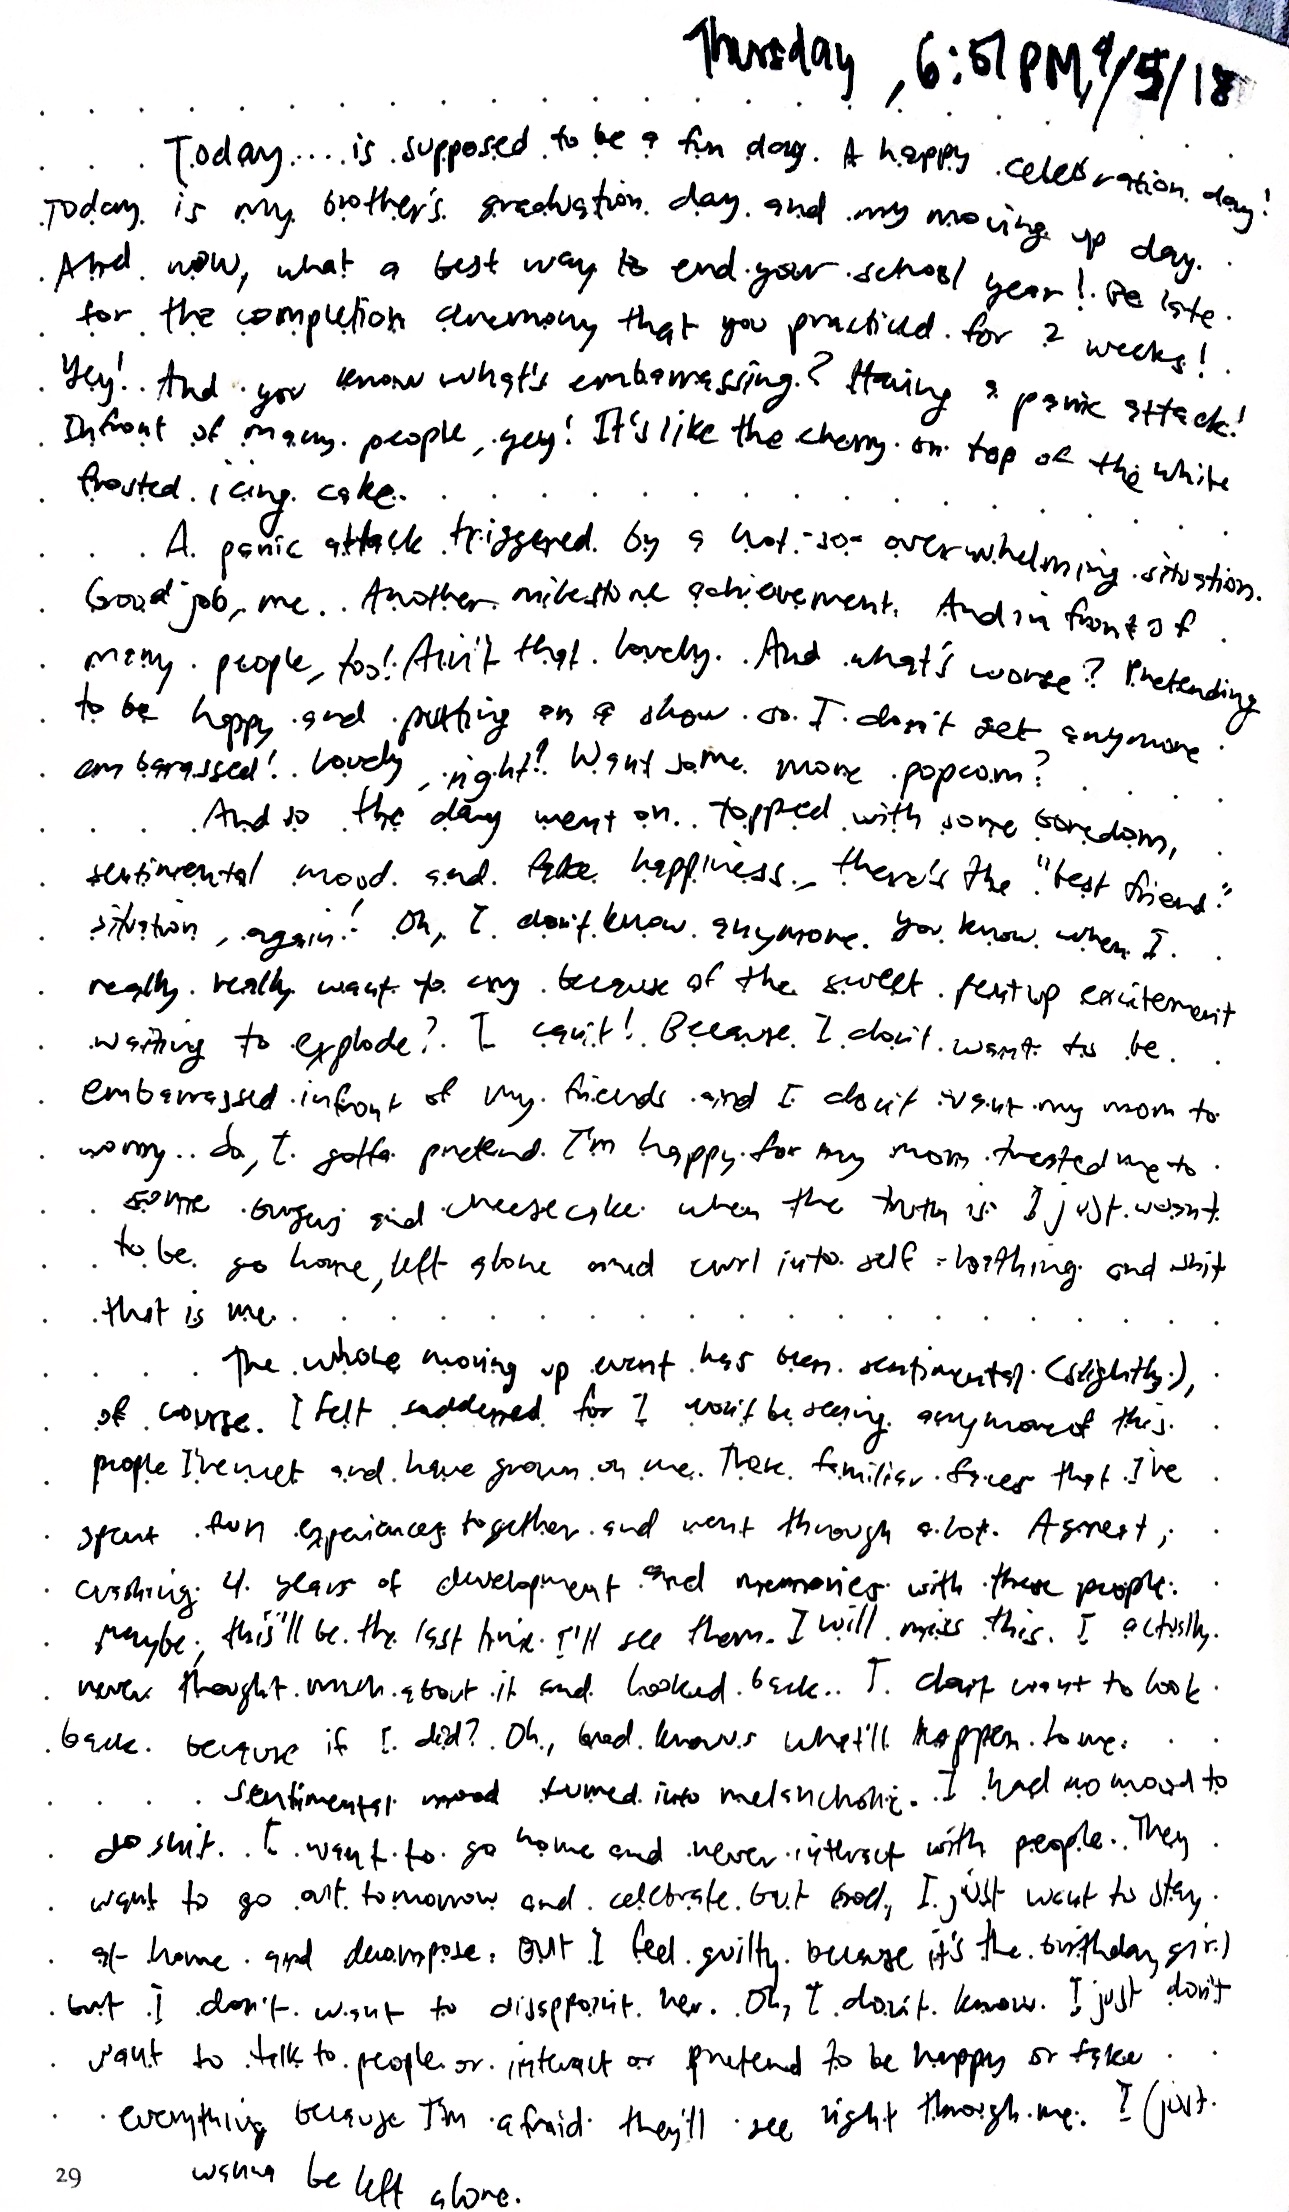 Thursday, 6:51 PM, 4/5/18
Today.... is supposed to be a fun day. A happy celebration day!
Today is my brother's graduation day and my moving up day.
And now, what a best way to end your school year! Be late
for the completion ceremony that you practiced for 2 weeks!
Yey! And you know what's embarrassing? Having a panic attack!
Infront of many people, yey! It's like the cherry on top of the white
frosted icing cake.
A panic attack triggered by a not-so-overwhelming situation.
Good job, me. Another milestone achievement. And in front of
many people, too! Ain't that lovely. And what's worse? Pretending
to be happy and putting on a show so I don't get anymore
embarassed! Lovely, right? Want some more popcorn?
And so the day went on. Topped with some boredom,
sentimental mood and fake happiness, there's the "best friend"
situation, again! Oh, I don't know anymore. You know when I
really really want to cry because of the sweet pent up excitement
waiting to explode? I can't! Because I don't want to be
embarrassed infront of my friends and I don't want my mom to
worry. So, I gotta pretend I'm happy for my mom treated me to
some burgers and cheesecake when the truth is I just want
to be go home, left alone and curl into self-loathing and shit
that is me.
The whole moving up event has been sentimental (slightly),
of course. I felt saddened for I won't be seeing anymore of this
people I've met and have grown on me. These familiar faces that I've
spent fun experiences together and went through a lot. A great,
crushing 4 years of development and memories with these people.
Maybe, this'll be the last time I'll see them. I will miss this. I actually
never thought much about it and looked back. I don't want to look
back because if I did? Oh, God knows what'll happen to me.
Sentimental mood turned into melancholic. I had no mood to
do shit. I want to go home and never interact with people. They
want to go out tomorrow and celebrate but God, I just want to stay
at home and decompose. But I feel guilty because it's the birthday girl
but I don't want to disappoint her. Oh, I don't know. I just don't
want to talk to people or interact or pretend to be happy or fake
everything because I'm afraid they'll see right through me. I just
wanna be left alone.
29